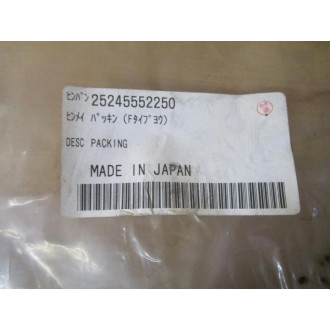 ﾋﾝﾊﾞﾝ 25245552250
ﾋﾝﾒｲ ﾊﾟｯｷﾝ (Fﾀｲﾌﾟﾖｳ)
DESC PACKING
MADE IN JAPAN